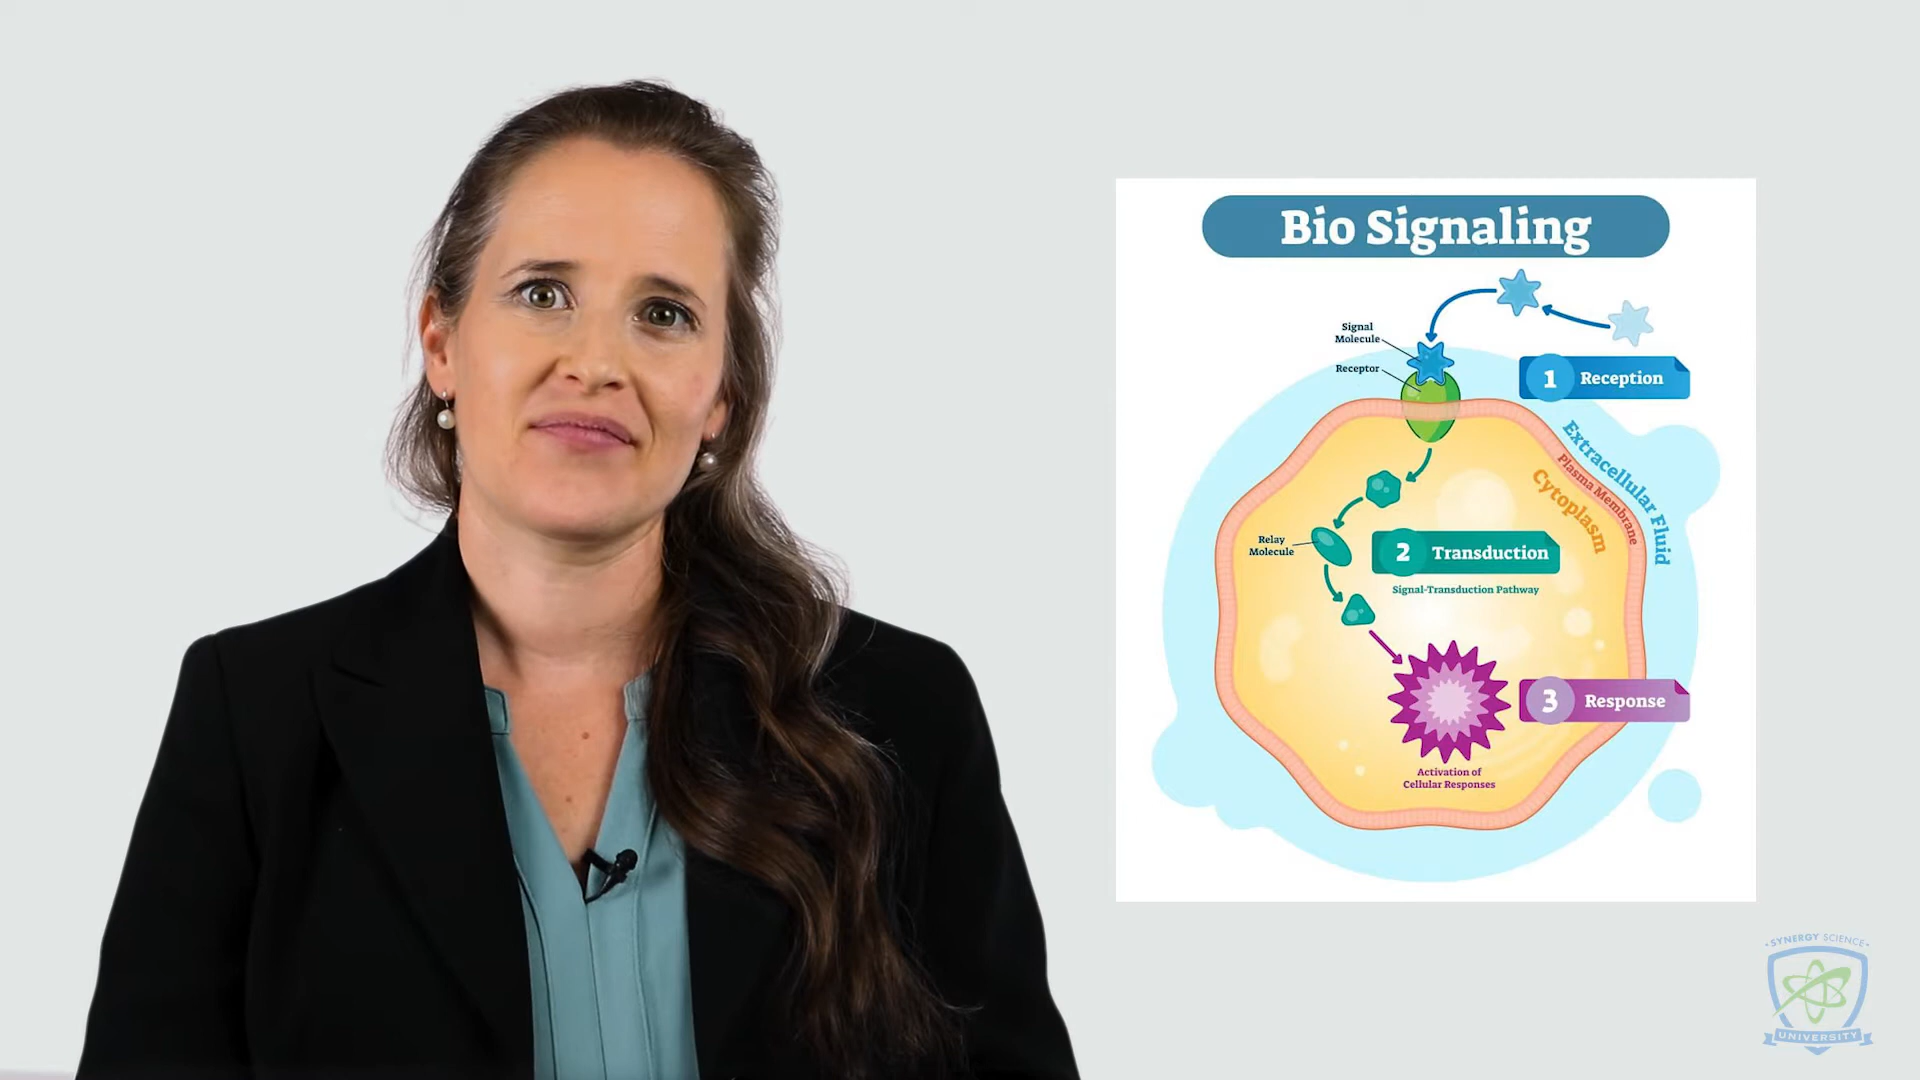 Bio Signaling
Signal
Molecule
Receptor
1 Reception
Extracellular Fluid
Plasma Membrane
Cytoplasm
Relay
Molecule
2 Transduction
Signal-Transduction Pathway
3 Response
Activation of
Cellular Responses
SYNERGY SCIENCE
UNIVERSITY